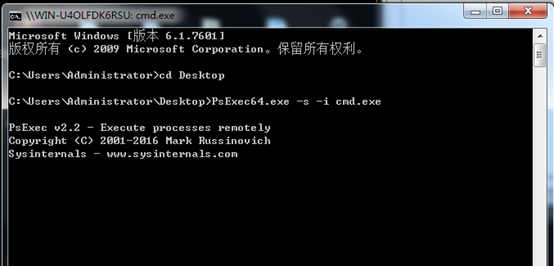 \\WIN-U4OLFDK6RSU: cmd.exe
Microsoft Windows [版本 6.1.7601]
版权所有 (c) 2009 Microsoft Corporation。保留所有权利。
C:\Users\Administrator>cd Desktop
C:\Users\Administrator\Desktop>PsExec64.exe -s -i cmd.exe
PsExec v2.2 - Execute processes remotely
Copyright (C) 2001-2016 Mark Russinovich
Sysinternals - www.sysinternals.com